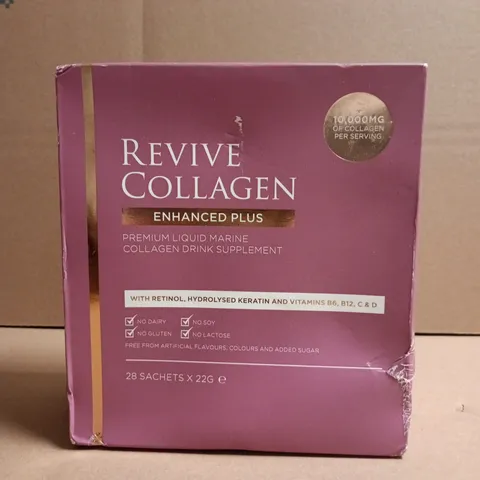 10,000MG
OF COLLAGEN
PER SERVING
REVIVE
COLLAGEN
ENHANCED PLUS
PREMIUM LIQUID MARINE
COLLAGEN DRINK SUPPLEMENT
WITH RETINOL, HYDROLYSED KERATIN AND VITAMINS B6, B12, C & D
NO DAIRY NO SOY
NO GLUTEN NO LACTOSE
FREE FROM ARTIFICIAL FLAVOURS, COLOURS AND ADDED SUGAR
28 SACHETS X 22G ℮